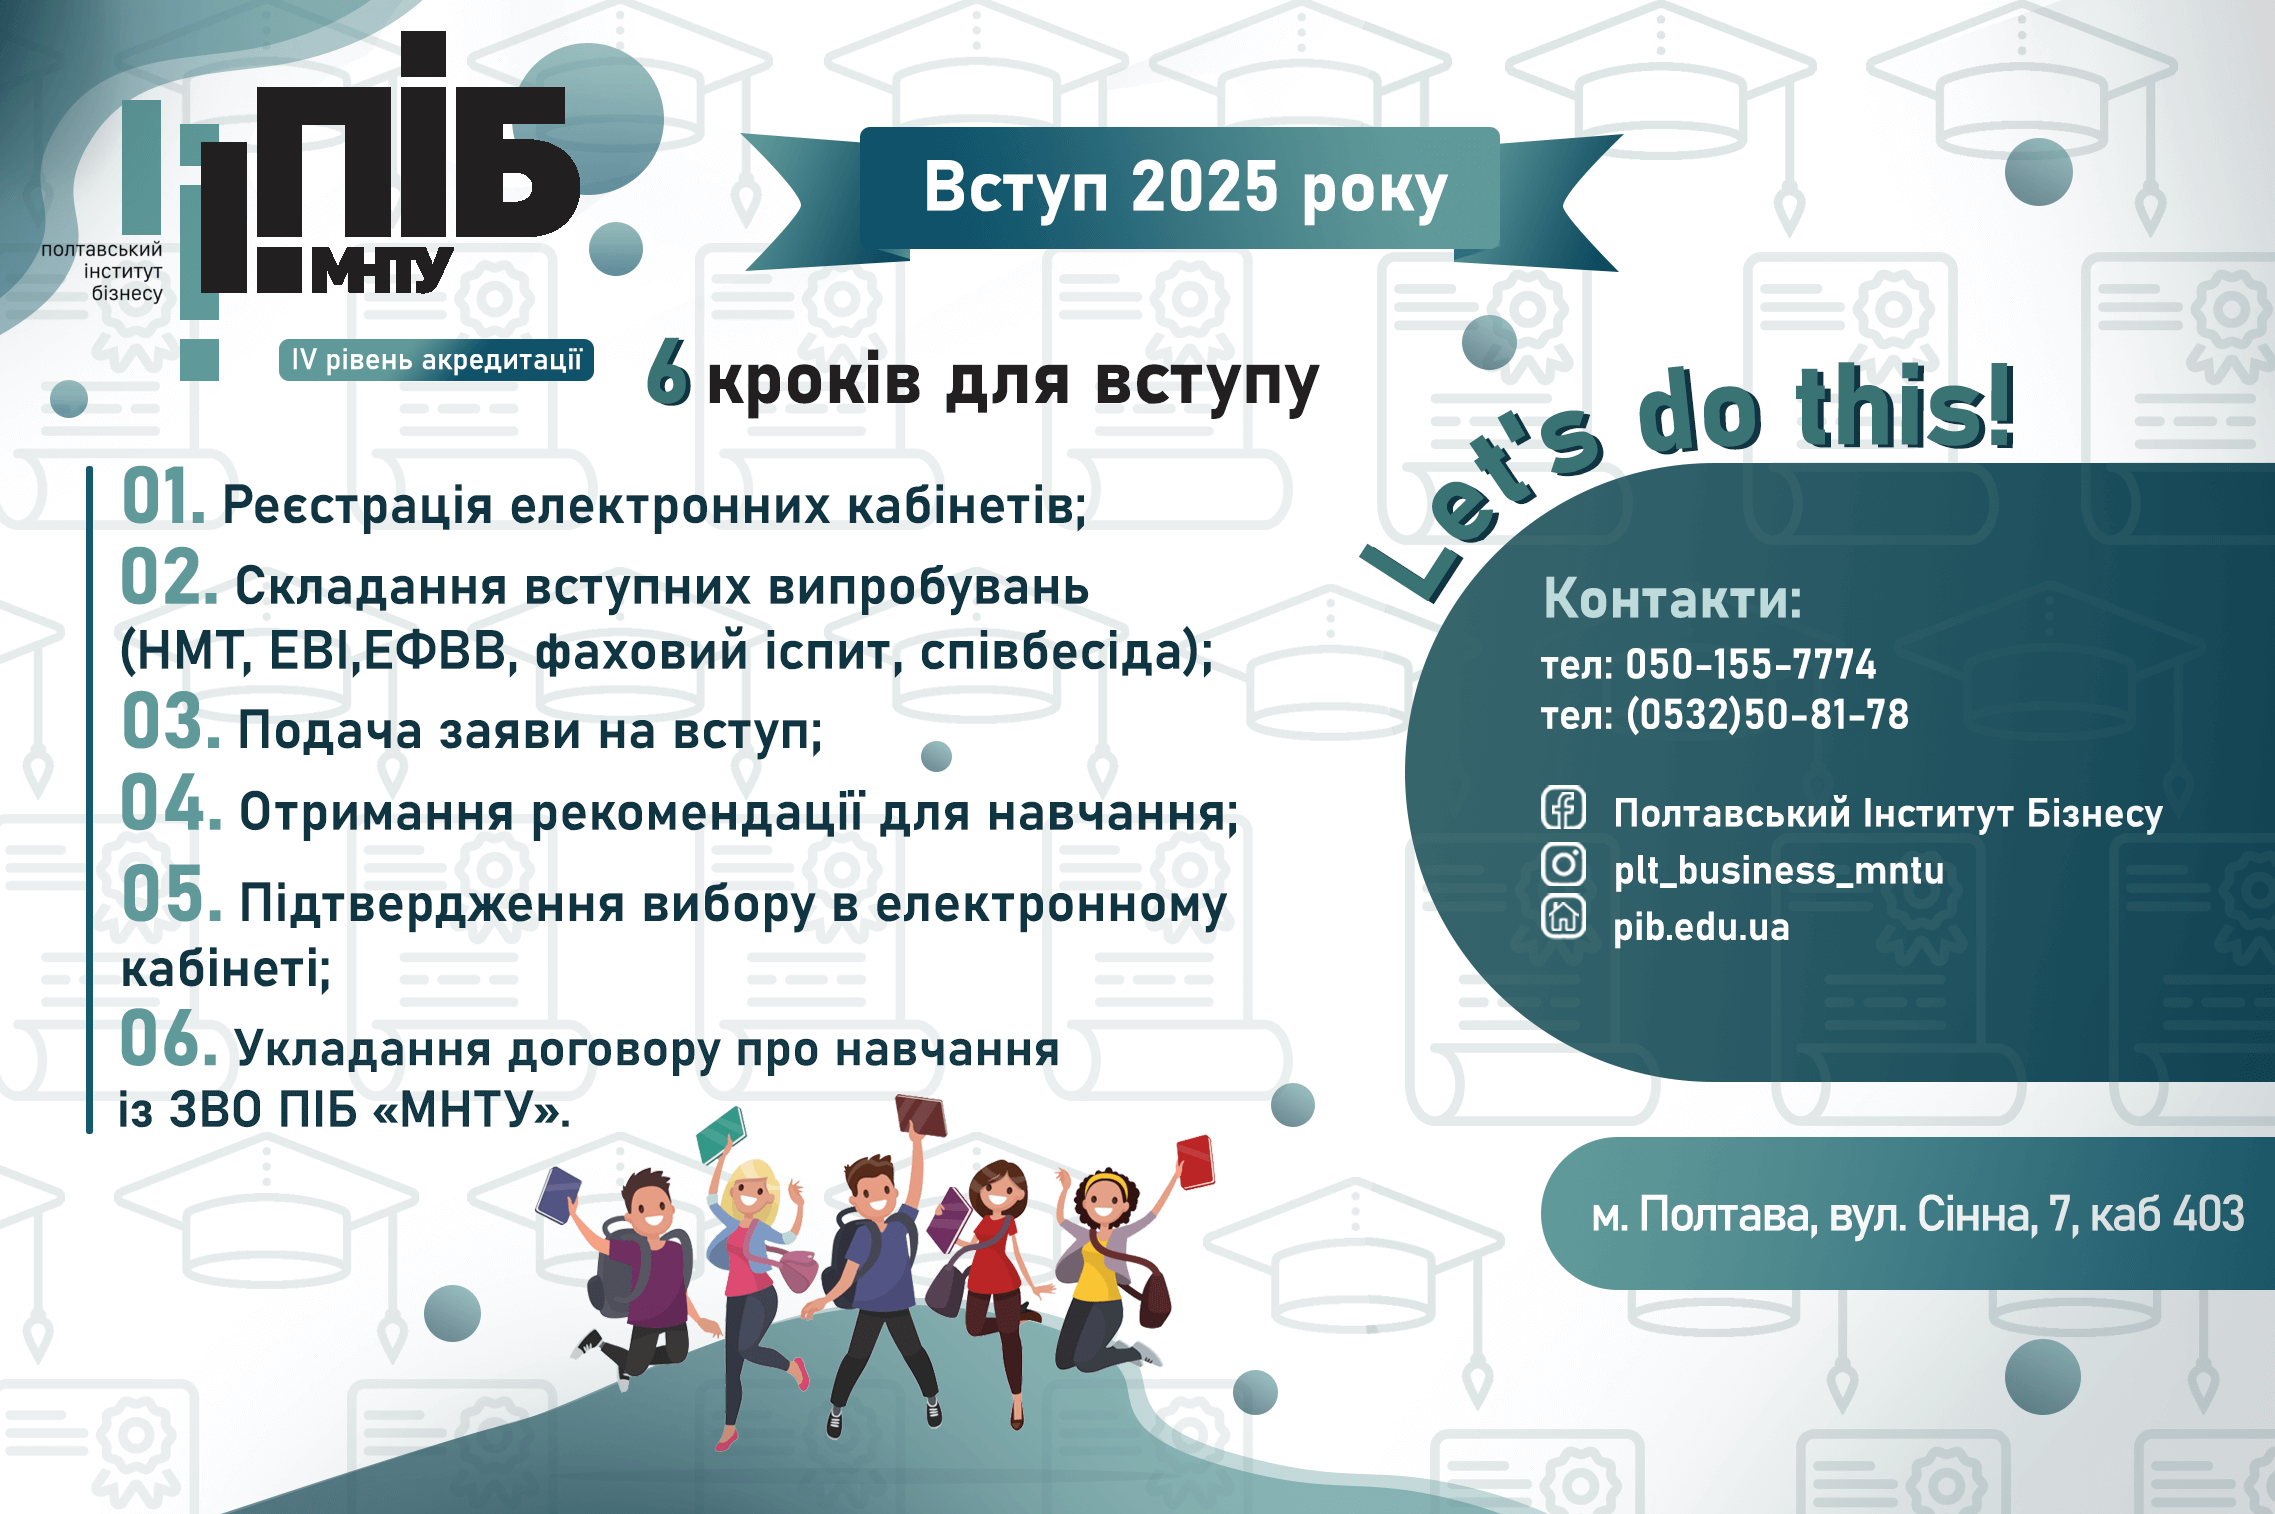 ПІБ
МНТУ
полтавський
інститут
бізнесу
IV рівень акредитації
Вступ 2025 року
6 кроків для вступу
01. Реєстрація електронних кабінетів;
02. Складання вступних випробувань
(НМТ, ЕВІ,ЕФВВ, фаховий іспит, співбесіда);
03. Подача заяви на вступ;
04. Отримання рекомендації для навчання;
05. Підтвердження вибору в електронному
кабінеті;
06. Укладання договору про навчання
із ЗВО ПІБ «МНТУ».
Let's do this!
Контакти:
тел: 050-155-7774
тел: (0532)50-81-78
Полтавський Інститут Бізнесу
plt_business_mntu
pib.edu.ua
м. Полтава, вул. Сінна, 7, каб 403